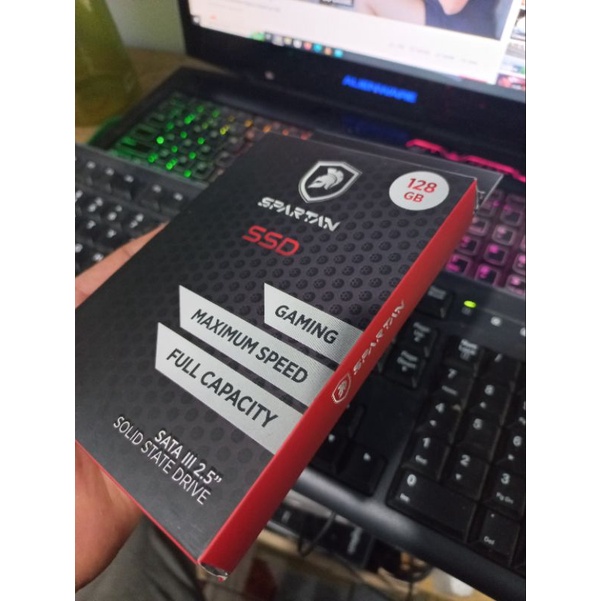 ALIENWARE
128
GB
SPARTAN
SSD
GAMING
MAXIMUM SPEED
FULL CAPACITY
SATA III 2.5"
SOLID STATE DRIVE
SPARTAN